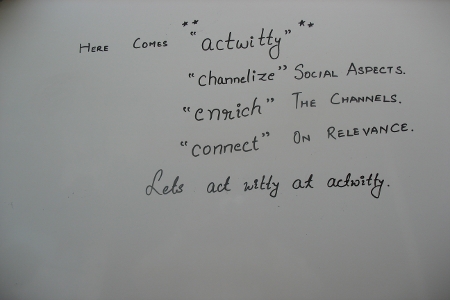 HERE COMES ** "actwitty" **
"channelize" SOCIAL ASPECTS.
"enrich" THE CHANNELS.
"connect" ON RELEVANCE.
Lets act witty at actwitty.